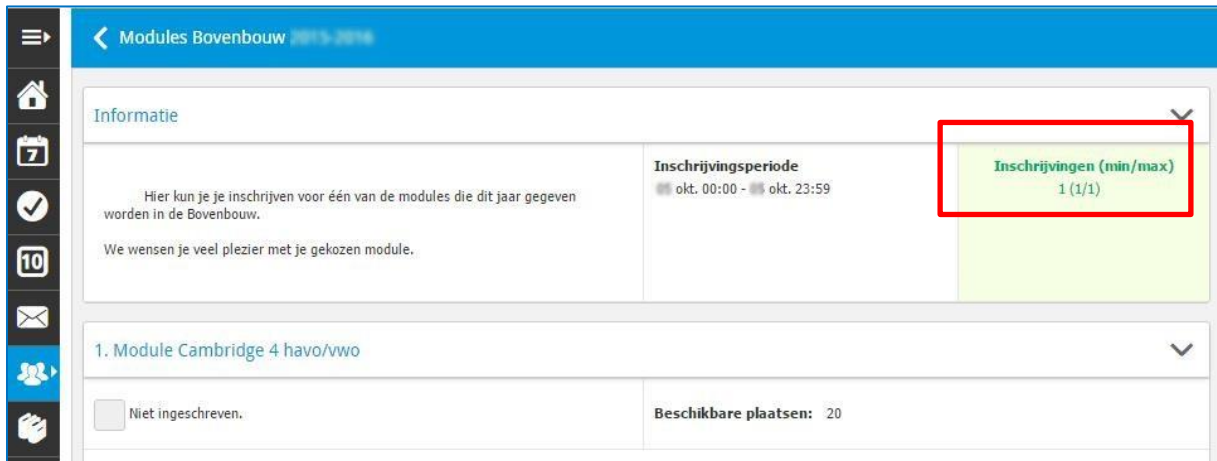 Modules Bovenbouw
Informatie
Hier kun je je inschrijven voor één van de modules die dit jaar gegeven
worden in de Bovenbouw.
We wensen je veel plezier met je gekozen module.
Inschrijvingsperiode
okt. 00:00 - okt. 23:59
Inschrijvingen (min/max)
1 (1/1)
1. Module Cambridge 4 havo/vwo
Niet ingeschreven.
Beschikbare plaatsen: 20
7
10